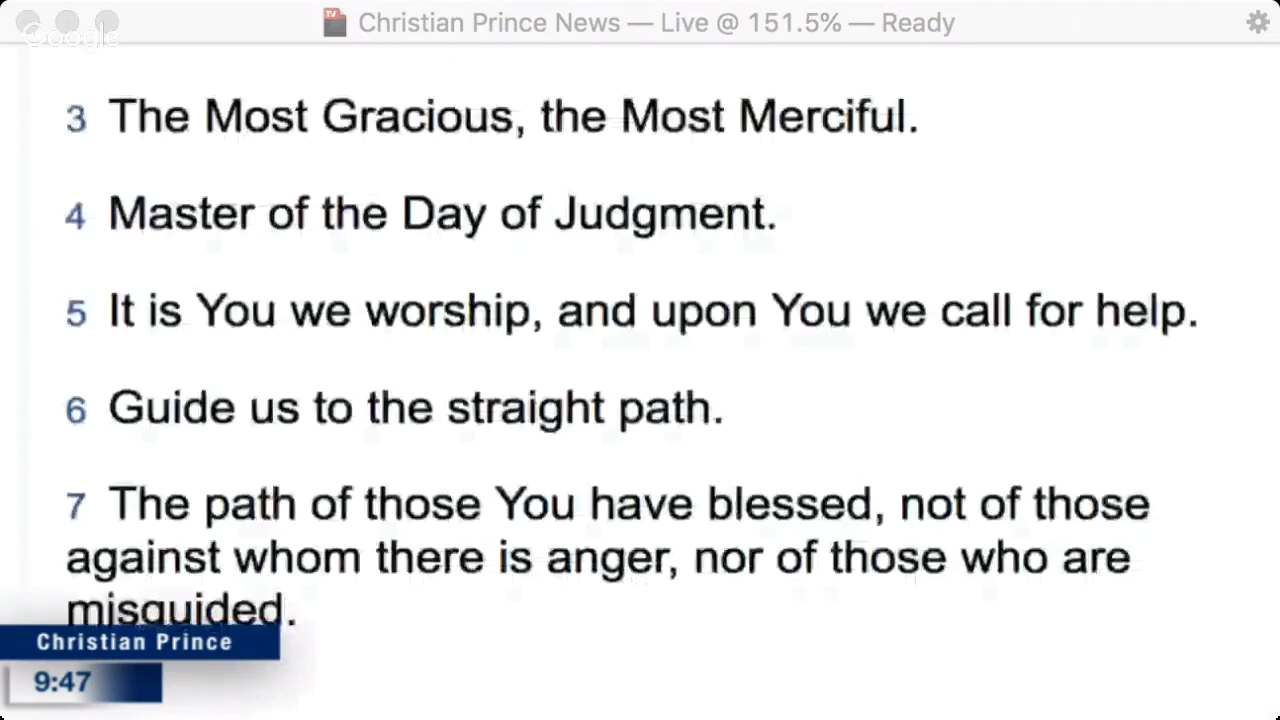 Christian Prince News — Live @ 151.5% — Ready
Google
3 The Most Gracious, the Most Merciful.
4 Master of the Day of Judgment.
5 It is You we worship, and upon You we call for help.
6 Guide us to the straight path.
7 The path of those You have blessed, not of those
against whom there is anger, nor of those who are
misguided.
Christian Prince
9:47